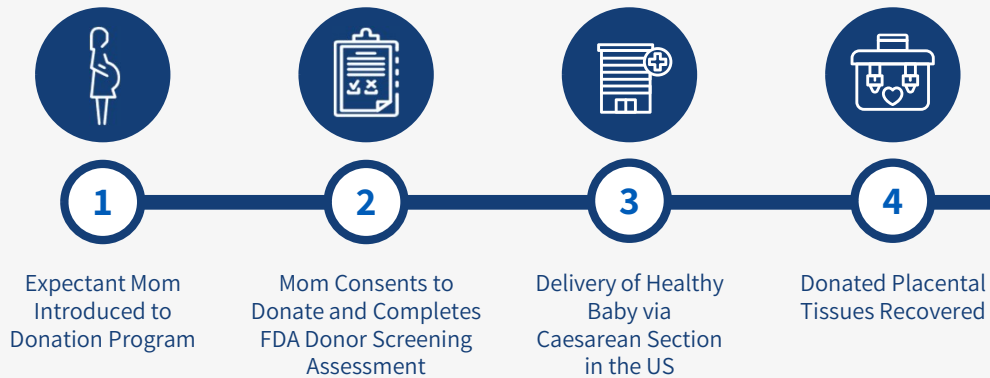 1
2
3
4
Expectant Mom
Introduced to
Donation Program
Mom Consents to
Donate and Completes
FDA Donor Screening
Assessment
Delivery of Healthy
Baby via
Caesarean Section
in the US
Donated Placental
Tissues Recovered